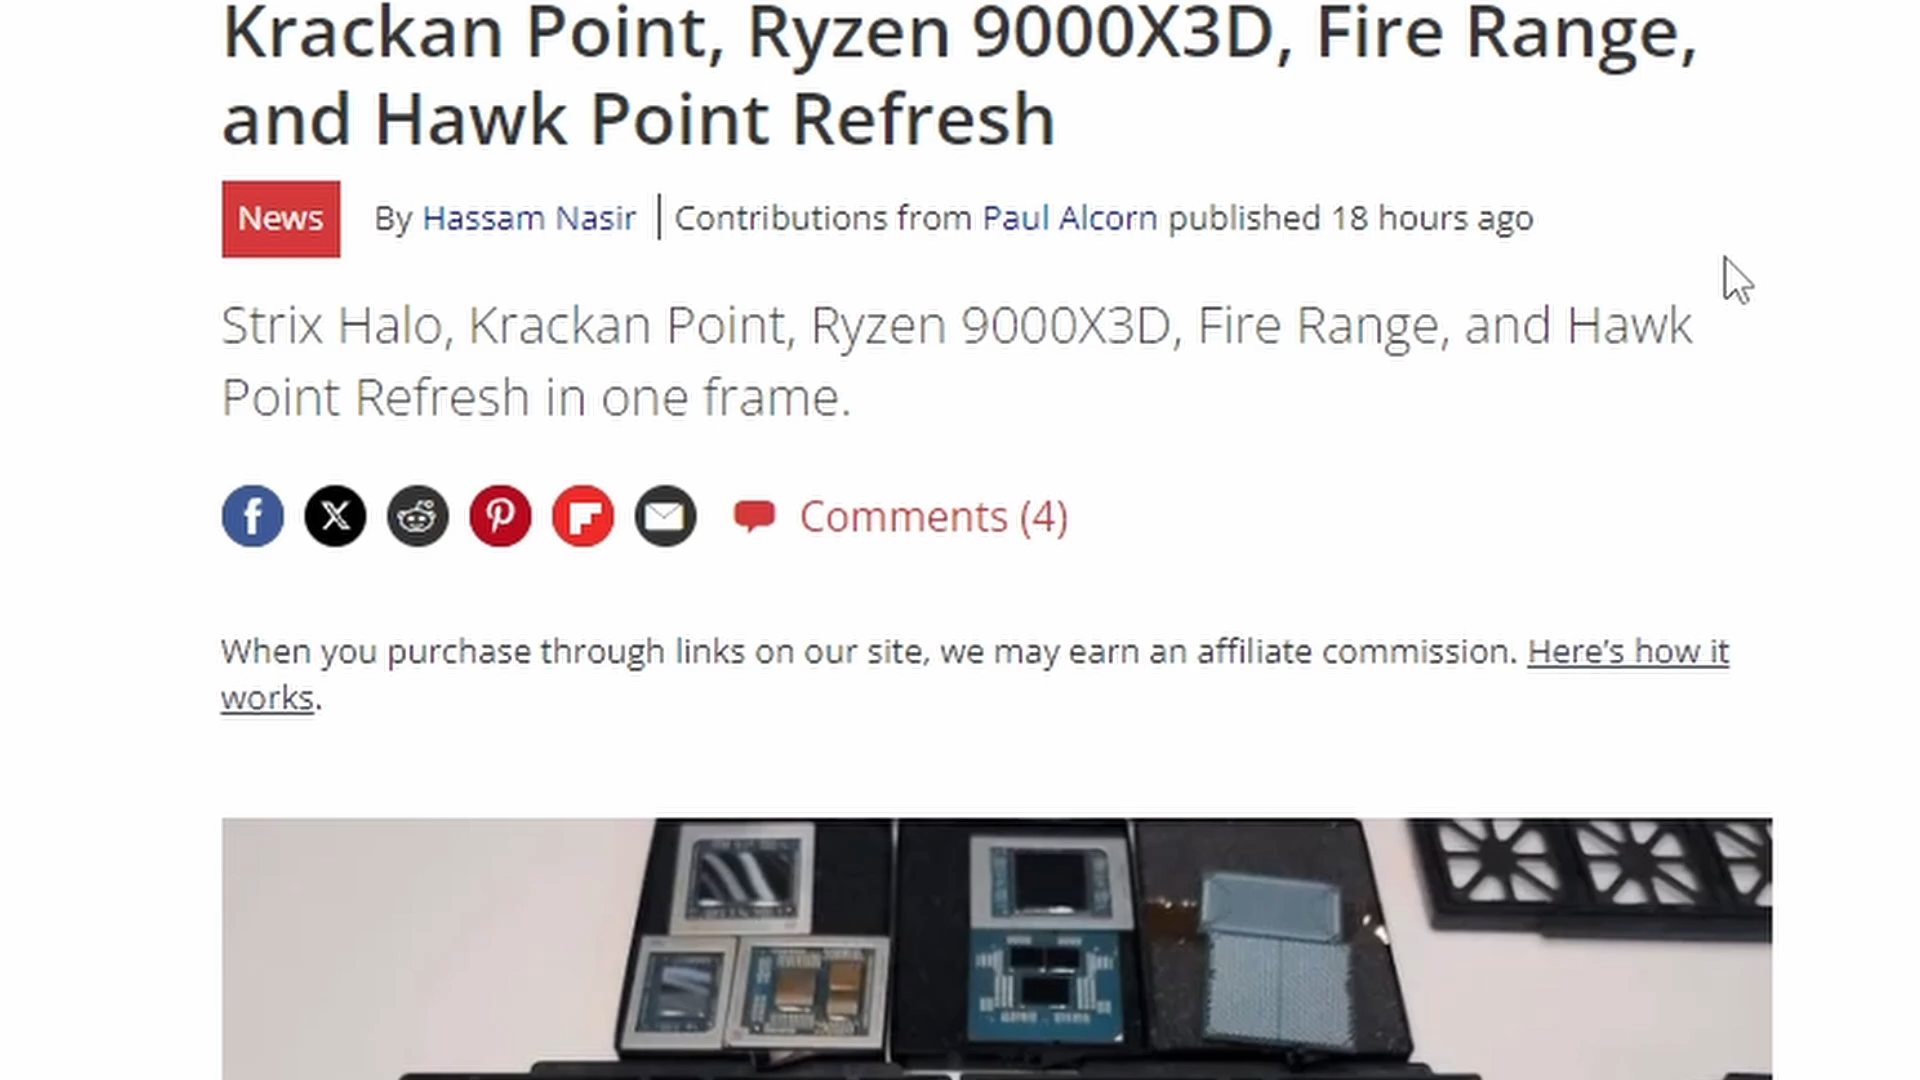 Krackan Point, Ryzen 9000X3D, Fire Range,
and Hawk Point Refresh
News
By Hassam Nasir | Contributions from Paul Alcorn published 18 hours ago
Strix Halo, Krackan Point, Ryzen 9000X3D, Fire Range, and Hawk
Point Refresh in one frame.
Comments (4)
When you purchase through links on our site, we may earn an affiliate commission. Here’s how it
works.